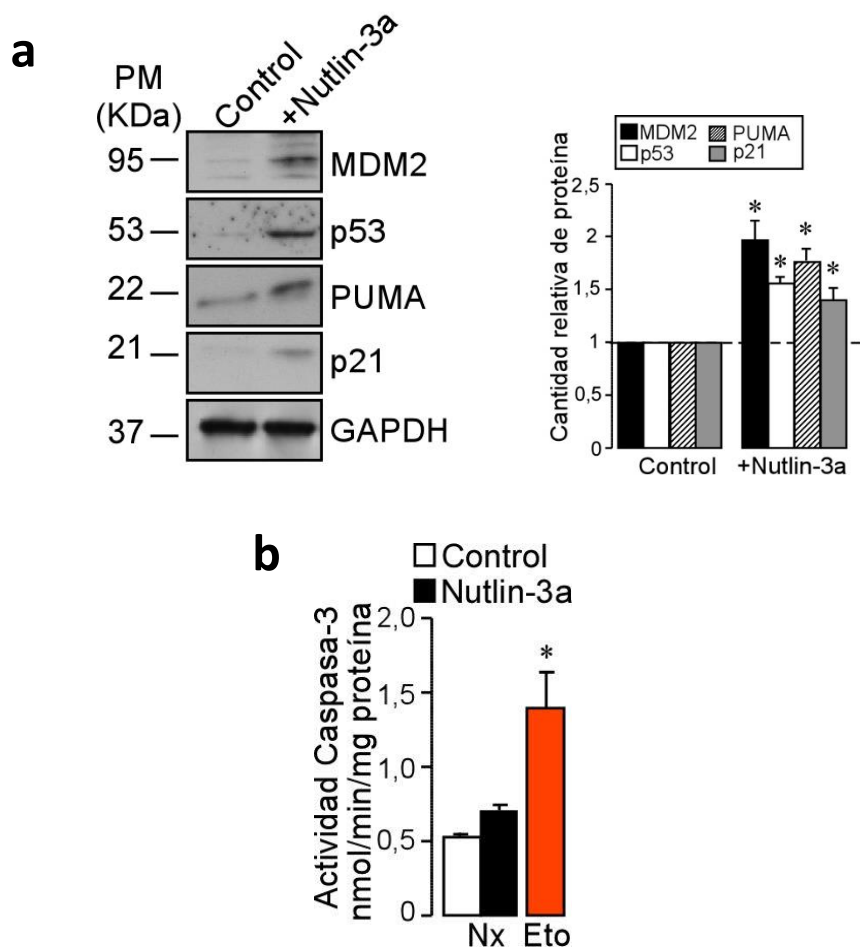 a
PM
(KDa)
Control
+Nutlin-3a
95
MDM2
53
p53
22
PUMA
21
p21
37
GAPDH
MDM2
PUMA
p53
p21
Cantidad relativa de proteína
2,5
2
1,5
1
0,5
0
*
*
*
*
Control
+Nutlin-3a
b
Control
Nutlin-3a
Actividad Caspasa-3
nmol/min/mg proteína
2,0
1,5
1,0
0,5
0
*
Nx
Eto